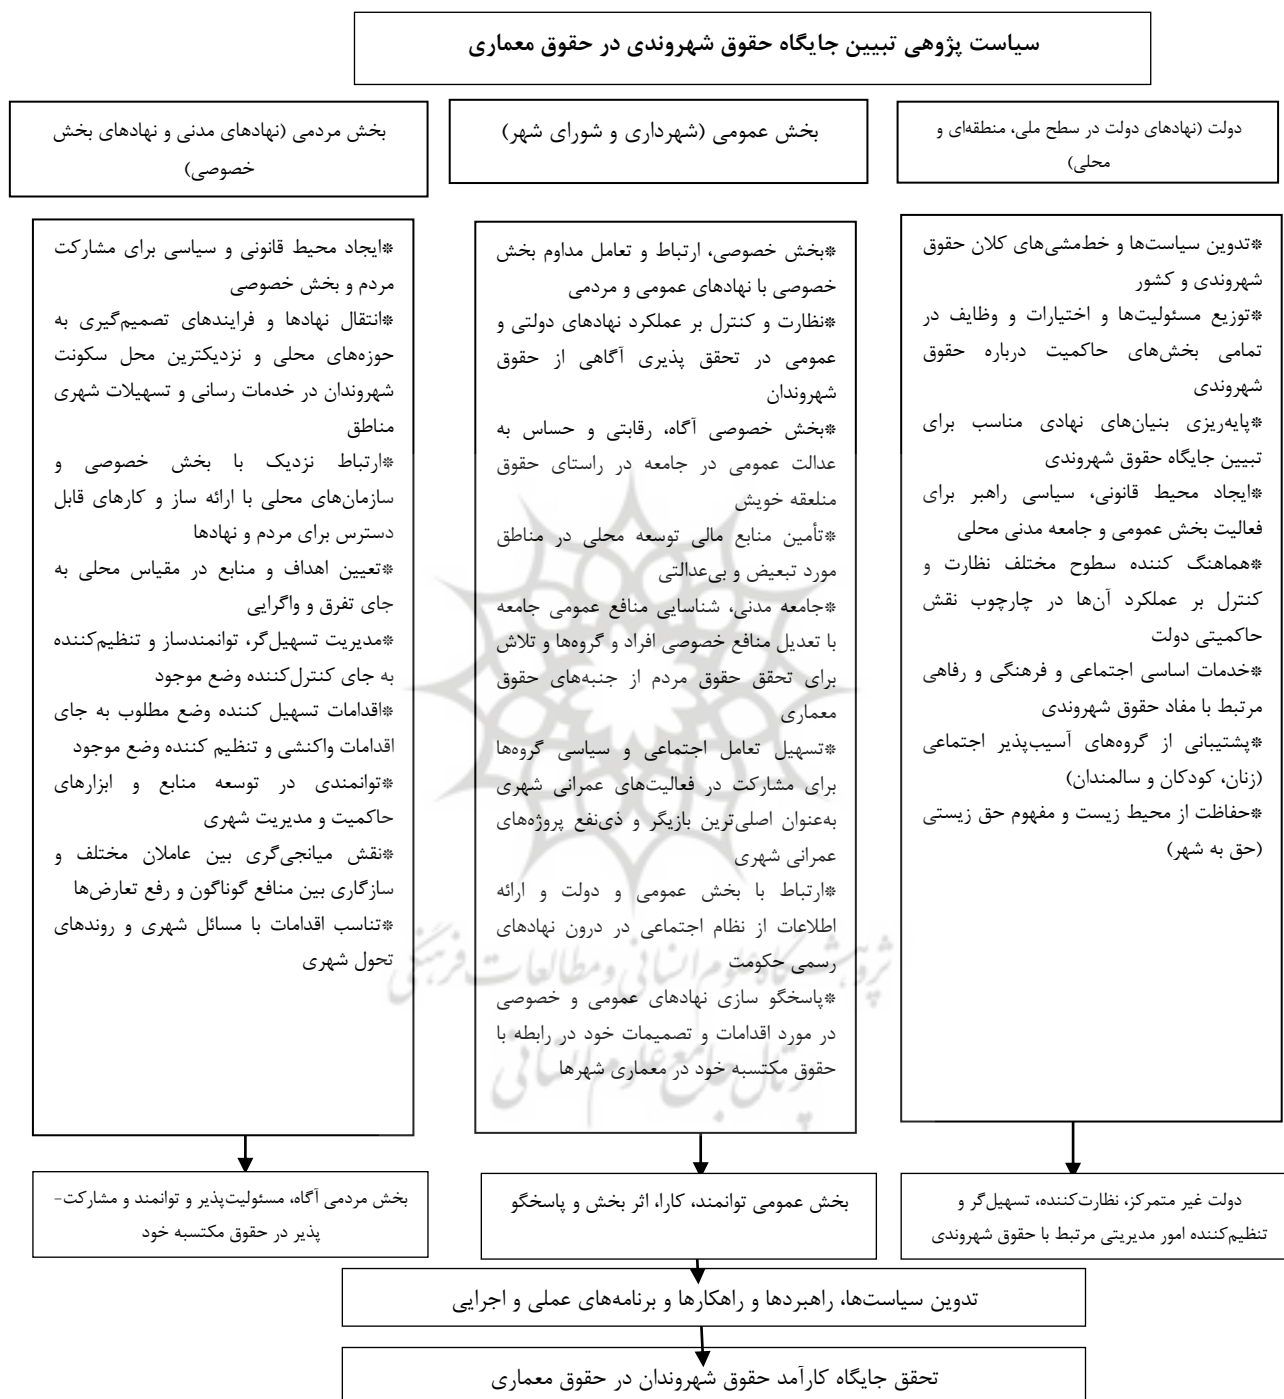 سیاست پژوهی تبیین جایگاه حقوق شهروندی در حقوق معماری
دولت (نهادهای دولت در سطح ملی، منطقه‌ای و
محلی)
بخش عمومی (شهرداری و شورای شهر)
بخش مردمی (نهادهای مدنی و نهادهای بخش
خصوصی)
*تدوین سیاست‌ها و خط‌مشی‌های کلان حقوق
شهروندی و کشور
*توزیع مسئولیت‌ها و اختیارات و وظایف در
تمامی بخش‌های حاکمیت درباره حقوق
شهروندی
*پایه‌ریزی بنیان‌های نهادی مناسب برای
تبیین جایگاه حقوق شهروندی
*ایجاد محیط قانونی، سیاسی راهبر برای
فعالیت بخش عمومی و جامعه مدنی محلی
*هماهنگ کننده سطوح مختلف نظارت و
کنترل بر عملکرد آن‌ها در چارچوب نقش
حاکمیتی دولت
*خدمات اساسی اجتماعی و فرهنگی و رفاهی
مرتبط با مفاد حقوق شهروندی
*پشتیبانی از گروه‌های آسیب‌پذیر اجتماعی
(زنان، کودکان و سالمندان)
*حفاظت از محیط زیست و مفهوم حق زیستی
(حق به شهر)
*بخش خصوصی، ارتباط و تعامل مداوم بخش
خصوصی با نهادهای عمومی و مردمی
*نظارت و کنترل بر عملکرد نهادهای دولتی و
عمومی در تحقق پذیری آگاهی از حقوق
شهروندان
*بخش خصوصی آگاه، رقابتی و حساس به
عدالت عمومی در جامعه در راستای حقوق
منلعقه خویش
*تأمین منابع مالی توسعه محلی در مناطق
مورد تبعیض و بی‌عدالتی
*جامعه مدنی، شناسایی منافع عمومی جامعه
با تعدیل منافع خصوصی افراد و گروه‌ها و تلاش
برای تحقق حقوق مردم از جنبه‌های حقوق
معماری
*تسهیل تعامل اجتماعی و سیاسی گروه‌ها
برای مشارکت در فعالیت‌های عمرانی شهری
به‌عنوان اصلی‌ترین بازیگر و ذی‌نفع پروژه‌های
عمرانی شهری
*ارتباط با بخش عمومی و دولت و ارائه
اطلاعات از نظام اجتماعی در درون نهادهای
رسمی حکومت
*پاسخگو سازی نهادهای عمومی و خصوصی
در مورد اقدامات و تصمیمات خود در رابطه با
حقوق مکتسبه خود در معماری شهرها
*ایجاد محیط قانونی و سیاسی برای مشارکت
مردم و بخش خصوصی
*انتقال نهادها و فرایندهای تصمیم‌گیری به
حوزه‌های محلی و نزدیکترین محل سکونت
شهروندان در خدمات رسانی و تسهیلات شهری
مناطق
*ارتباط نزدیک با بخش خصوصی و
سازمان‌های محلی با ارائه ساز و کارهای قابل
دسترس برای مردم و نهادها
*تعیین اهداف و منابع در مقیاس محلی به
جای تفرق و واگرایی
*مدیریت تسهیل‌گر، توانمندساز و تنظیم‌کننده
به جای کنترل‌کننده وضع موجود
*اقدامات تسهیل کننده وضع مطلوب به جای
اقدامات واکنشی و تنظیم کننده وضع موجود
*توانمندی در توسعه منابع و ابزارهای
حاکمیت و مدیریت شهری
*نقش میانجی‌گری بین عاملان مختلف و
سازگاری بین منافع گوناگون و رفع تعارض‌ها
*تناسب اقدامات با مسائل شهری و روندهای
تحول شهری
پژوهشگاه علوم انسانی و مطالعات فرهنگی
پرتال جامع علوم انسانی
دولت غیر متمرکز، نظارت‌کننده، تسهیل‌گر و
تنظیم‌کننده امور مدیریتی مرتبط با حقوق شهروندی
بخش عمومی توانمند، کارا، اثر بخش و پاسخگو
بخش مردمی آگاه، مسئولیت‌پذیر و توانمند و مشارکت-
پذیر در حقوق مکتسبه خود
تدوین سیاست‌ها، راهبردها و راهکارها و برنامه‌های عملی و اجرایی
تحقق جایگاه کارآمد حقوق شهروندان در حقوق معماری